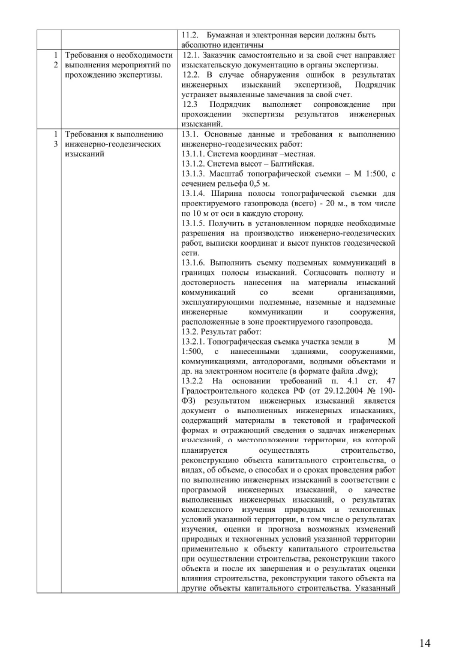 11.2. Бумажная и электронная версии должны быть
абсолютно идентичны
1
2
Требования о необходимости
выполнения мероприятий по
прохождению экспертизы.
12.1. Заказчик самостоятельно и за свой счет направляет
изыскательскую документацию в органы экспертизы.
12.2. В случае обнаружения ошибок в результатах
инженерных изысканий экспертизой, Подрядчик
устраняет выявленные замечания за свой счет.
12.3 Подрядчик выполняет сопровождение при
прохождении экспертизы результатов инженерных
изысканий.
1
3
Требования к выполнению
инженерно-геодезических
изысканий
13.1. Основные данные и требования к выполнению
инженерно-геодезических работ:
13.1.1. Система координат –местная.
13.1.2. Система высот – Балтийская.
13.1.3. Масштаб топографической съемки – М 1:500, с
сечением рельефа 0,5 м.
13.1.4. Ширина полосы топографической съемки для
проектируемого газопровода (всего) - 20 м., в том числе
по 10 м от оси в каждую сторону.
13.1.5. Получить в установленном порядке необходимые
разрешения на производство инженерно-геодезических
работ, выписки координат и высот пунктов геодезической
сети.
13.1.6. Выполнить съемку подземных коммуникаций в
границах полосы изысканий. Согласовать полноту и
достоверность нанесения на материалы изысканий
коммуникаций со всеми организациями,
эксплуатирующими подземные, наземные и надземные
инженерные коммуникации и сооружения,
расположенные в зоне проектируемого газопровода.
13.2. Результат работ:
13.2.1. Топографическая съемка участка земли в М
1:500, с нанесенными зданиями, сооружениями,
коммуникациями, автодорогами, водными объектами и
др. на электронном носителе (в формате файла .dwg);
13.2.2 На основании требований п. 4.1 ст. 47
Градостроительного кодекса РФ (от 29.12.2004 № 190-
ФЗ) результатом инженерных изысканий является
документ о выполненных инженерных изысканиях,
содержащий материалы в текстовой и графической
формах и отражающий сведения о задачах инженерных
изысканий, о местоположении территории, на которой
планируется осуществлять строительство,
реконструкцию объекта капитального строительства, о
видах, об объеме, о способах и о сроках проведения работ
по выполнению инженерных изысканий в соответствии с
программой инженерных изысканий, о качестве
выполненных инженерных изысканий, о результатах
комплексного изучения природных и техногенных
условий указанной территории, в том числе о результатах
изучения, оценки и прогноза возможных изменений
природных и техногенных условий указанной территории
применительно к объекту капитального строительства
при осуществлении строительства, реконструкции такого
объекта и после их завершения и о результатах оценки
влияния строительства, реконструкции такого объекта на
другие объекты капитального строительства. Указанный
14